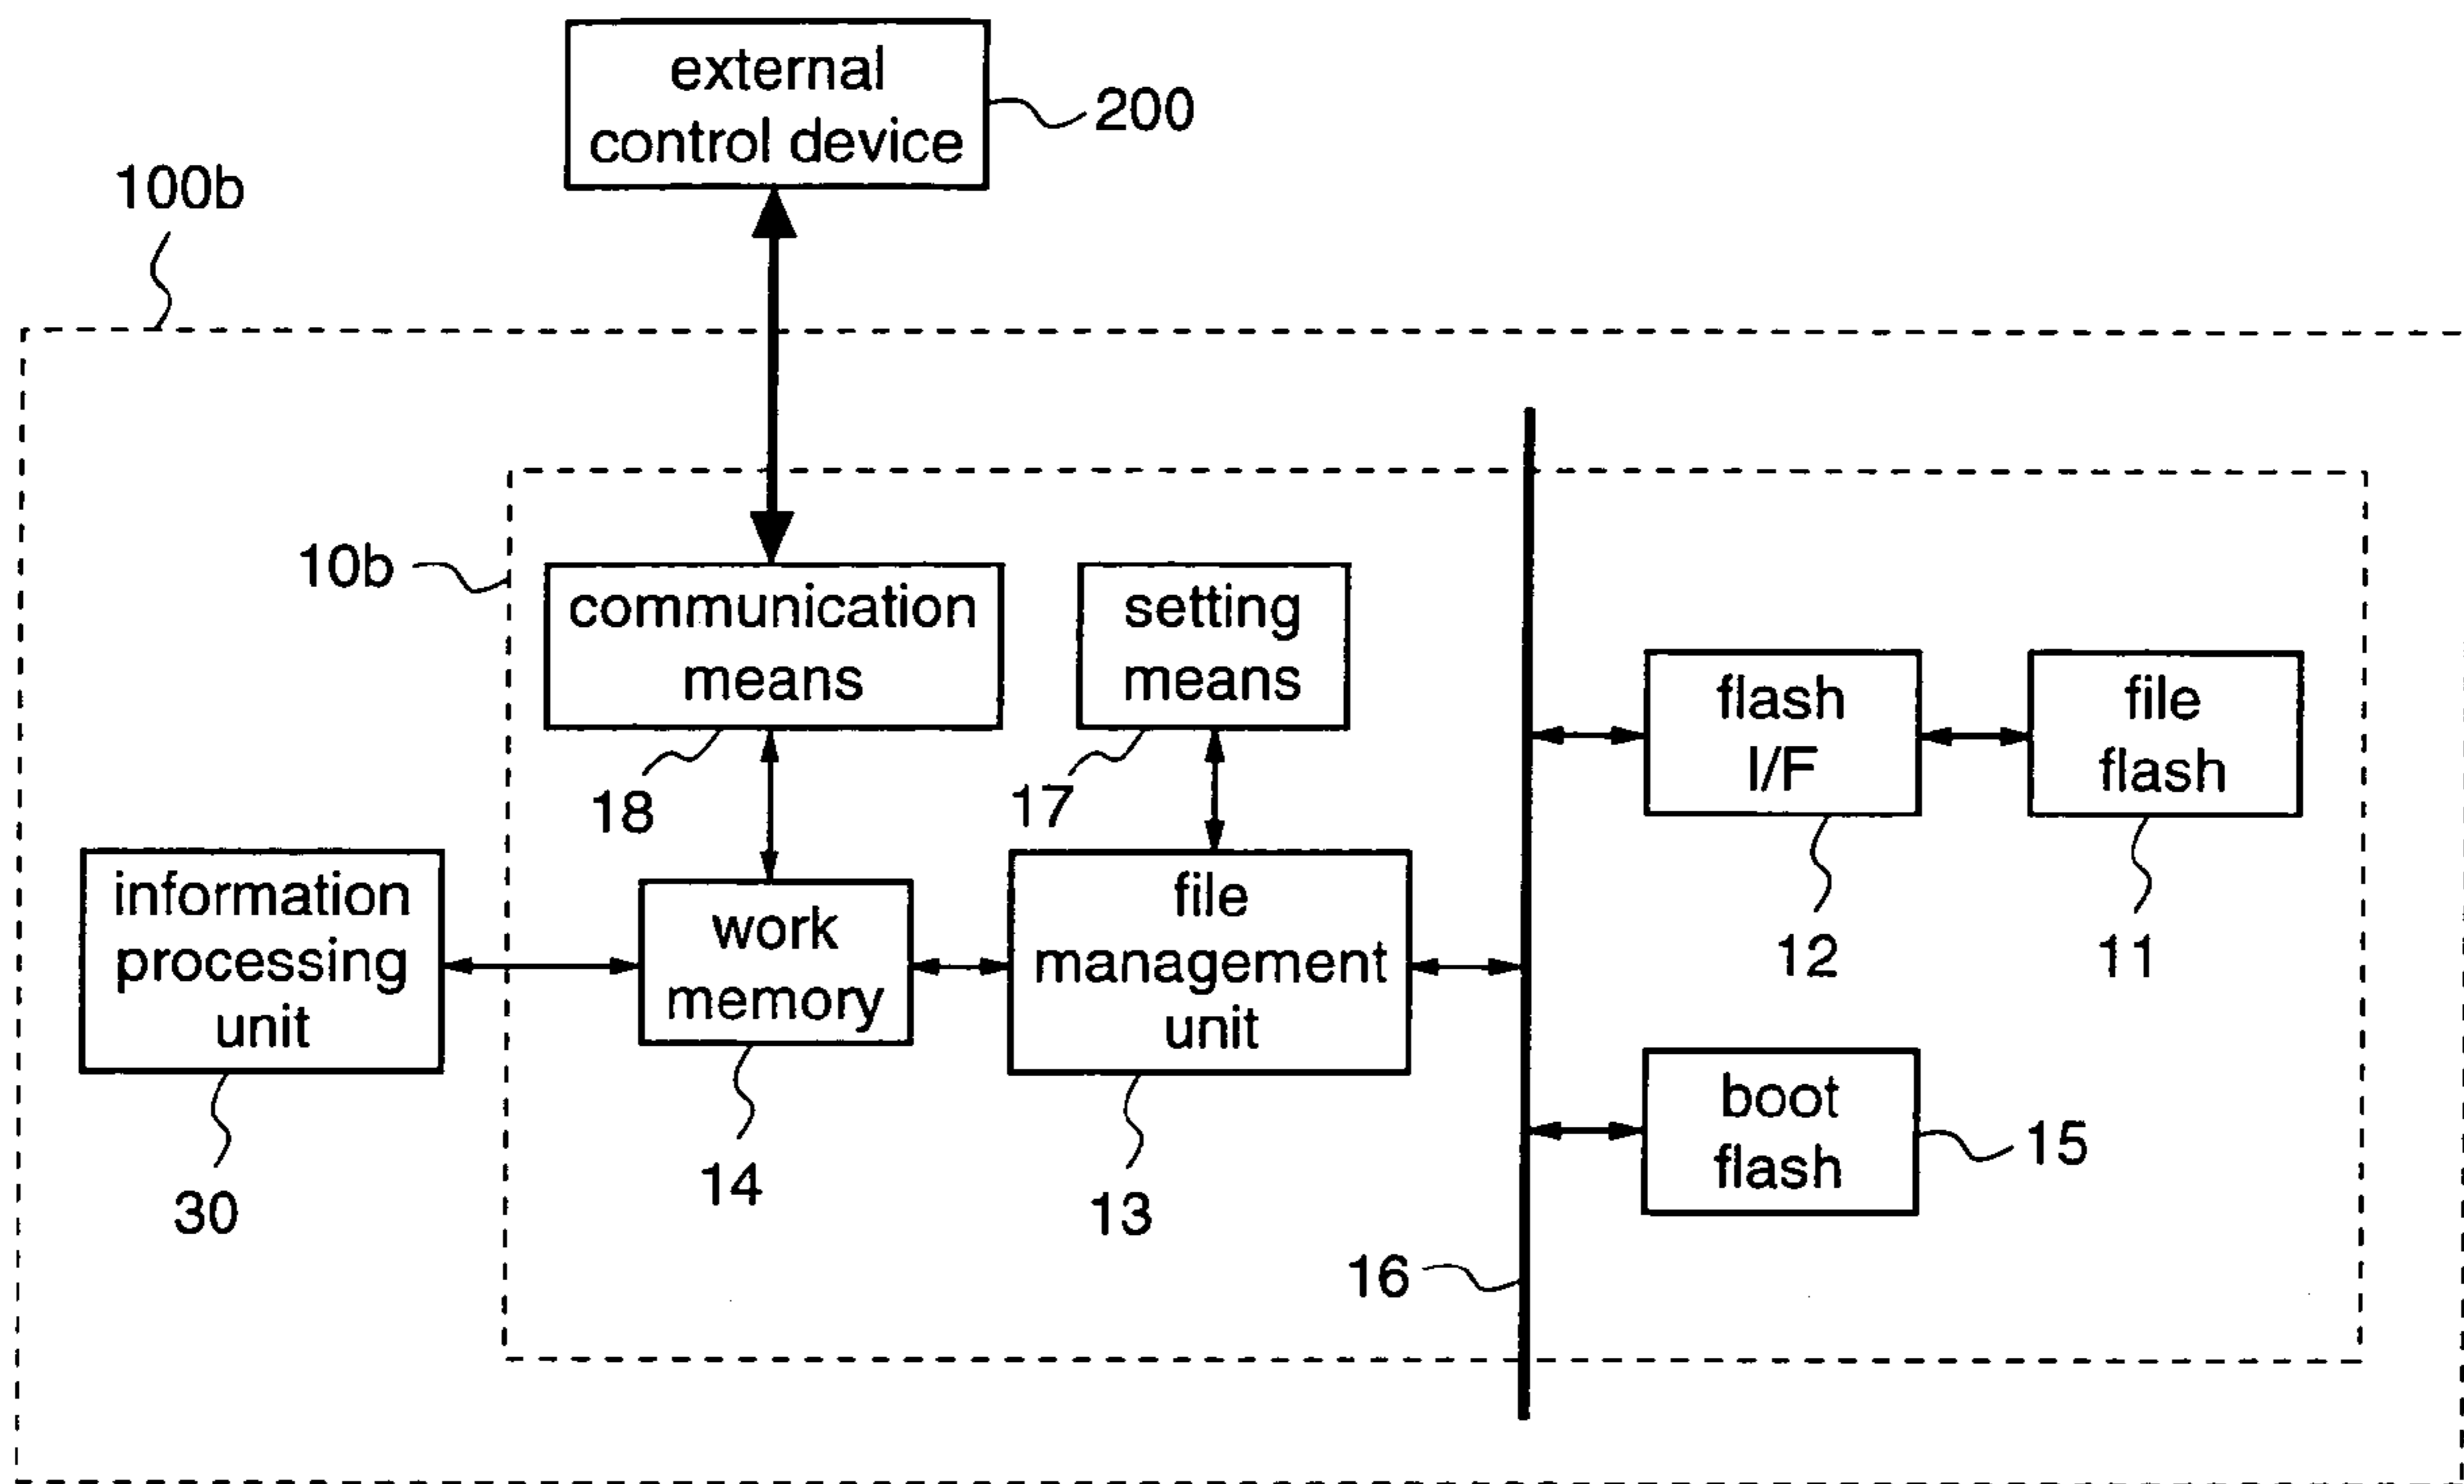 external
control device
200
100b
10b
communication
means
setting
means
flash
I/F
file
flash
18
17
information
processing
unit
work
memory
file
management
unit
12
11
boot
flash
15
30
14
13
16